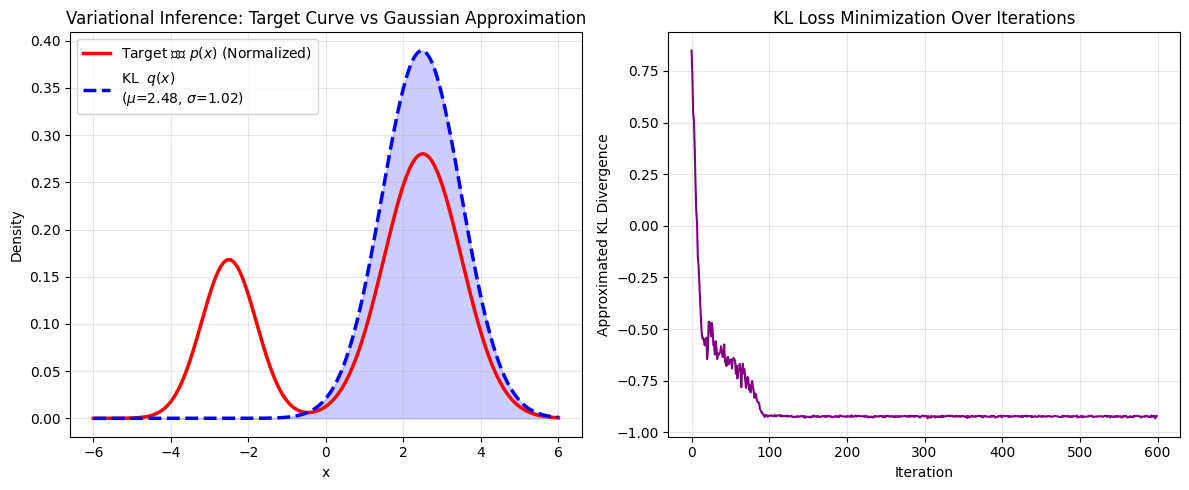 Variational Inference: Target Curve vs Gaussian Approximation
Target p(x) (Normalized)
KL q(x)
(μ=2.48, σ=1.02)
0.40
0.35
0.30
0.25
0.20
0.15
0.10
0.05
0.00
Density
−6 −4 −2 0 2 4 6
x
KL Loss Minimization Over Iterations
0.75
0.50
0.25
0.00
−0.25
−0.50
−0.75
−1.00
Approximated KL Divergence
0 100 200 300 400 500 600
Iteration